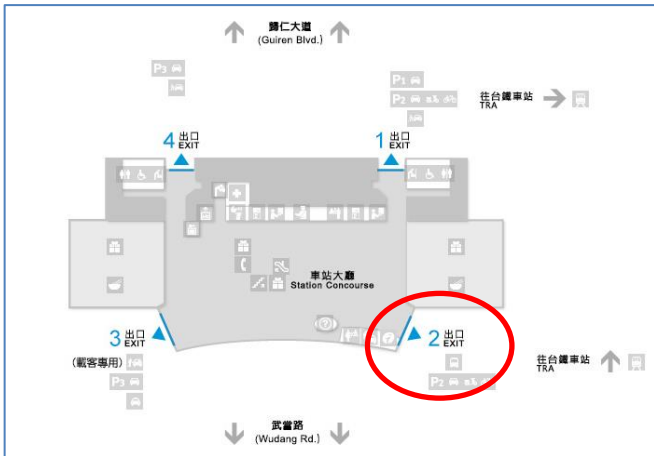 歸仁大道
(Guiren Blvd.)
P3
P1
P2
往台鐵車站
TRA
4 出口
EXIT
1 出口
EXIT
車站大廳
Station Concourse
3 出口
EXIT
2 出口
EXIT
(載客專用)
P3
P2
往台鐵車站
TRA
武當路
(Wudang Rd.)